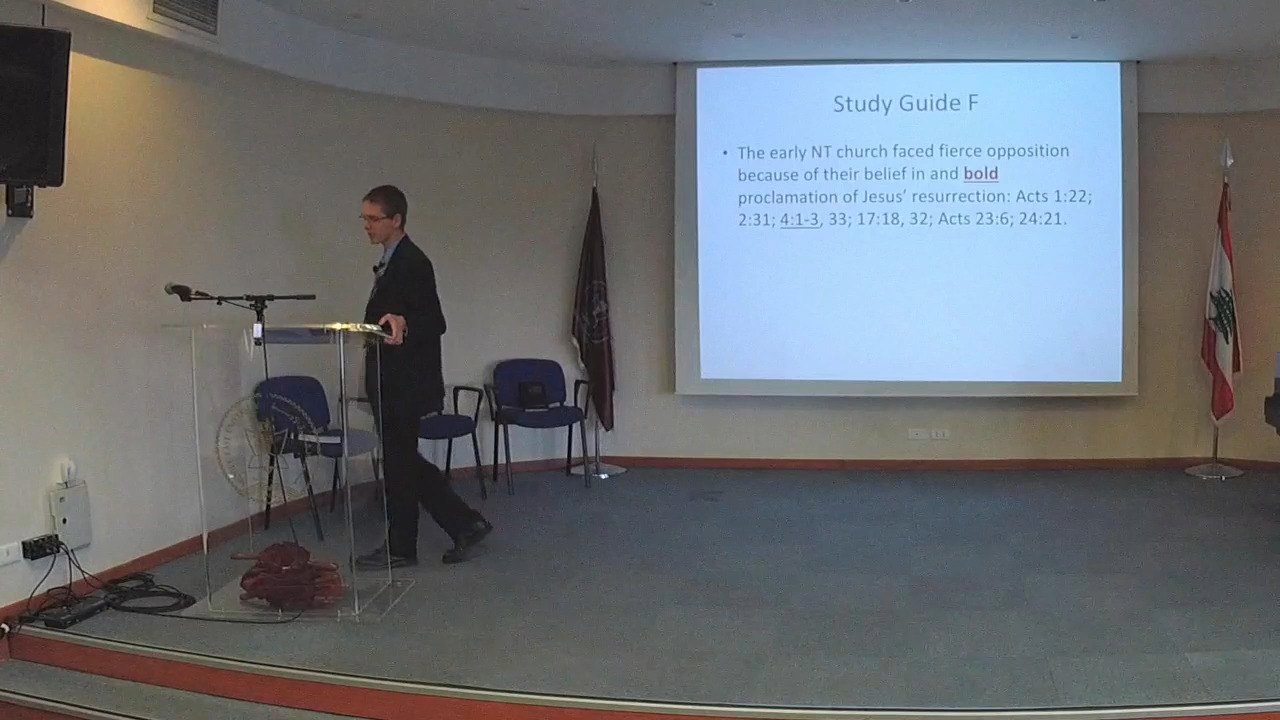 Study Guide F
• The early NT church faced fierce opposition
because of their belief in and bold
proclamation of Jesus’ resurrection: Acts 1:22;
2:31; 4:1-3, 33; 17:18, 32; Acts 23:6; 24:21.